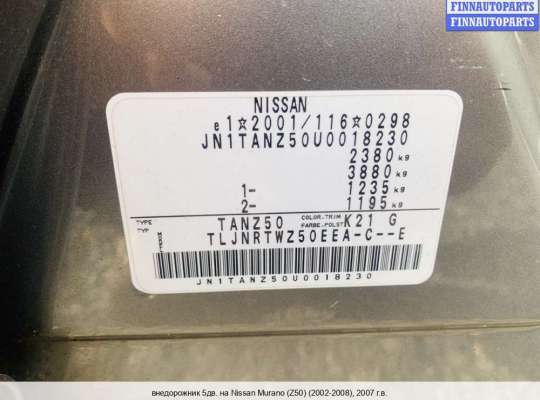 FINNAUTOPARTS
FINNAUTOPARTS
NISSAN
e1☆2001/116☆0298
JN1TANZ50U0018230
2380 kg
3880 kg
1- 1235 kg
2- 1195 kg
TYPE TANZ50 COLOR.TRIM K21 G
TYP FARBE.POLST
TLJNRTWZ50EEA-C--E
JN1TANZ50U0018230
внедорожник 5дв. на Nissan Murano (Z50) (2002-2008), 2007 г.в.